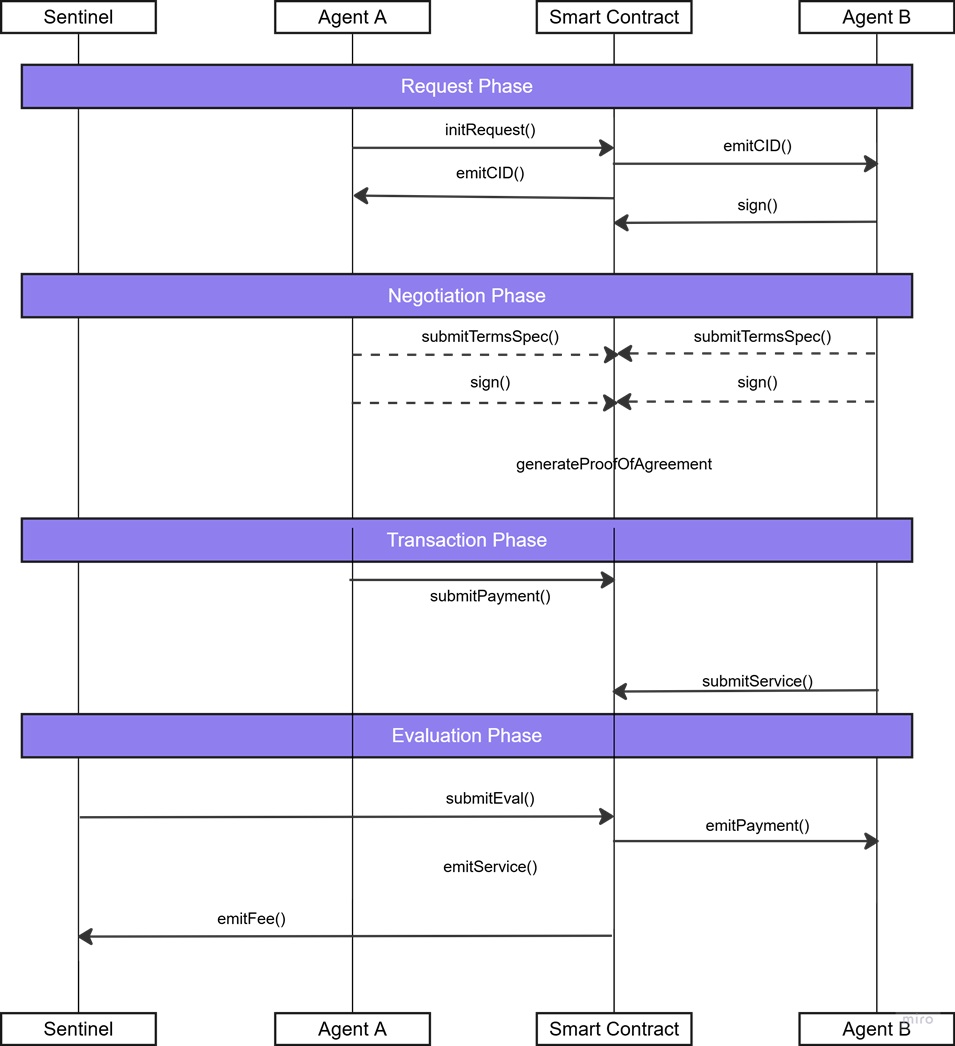 Sentinel
Agent A
Smart Contract
Agent B
Request Phase
initRequest()
emitCID()
emitCID()
sign()
Negotiation Phase
submitTermsSpec()
submitTermsSpec()
sign()
sign()
generateProofOfAgreement
Transaction Phase
submitPayment()
submitService()
Evaluation Phase
submitEval()
emitPayment()
emitService()
emitFee()
Sentinel
Agent A
Smart Contract
Agent B
miro